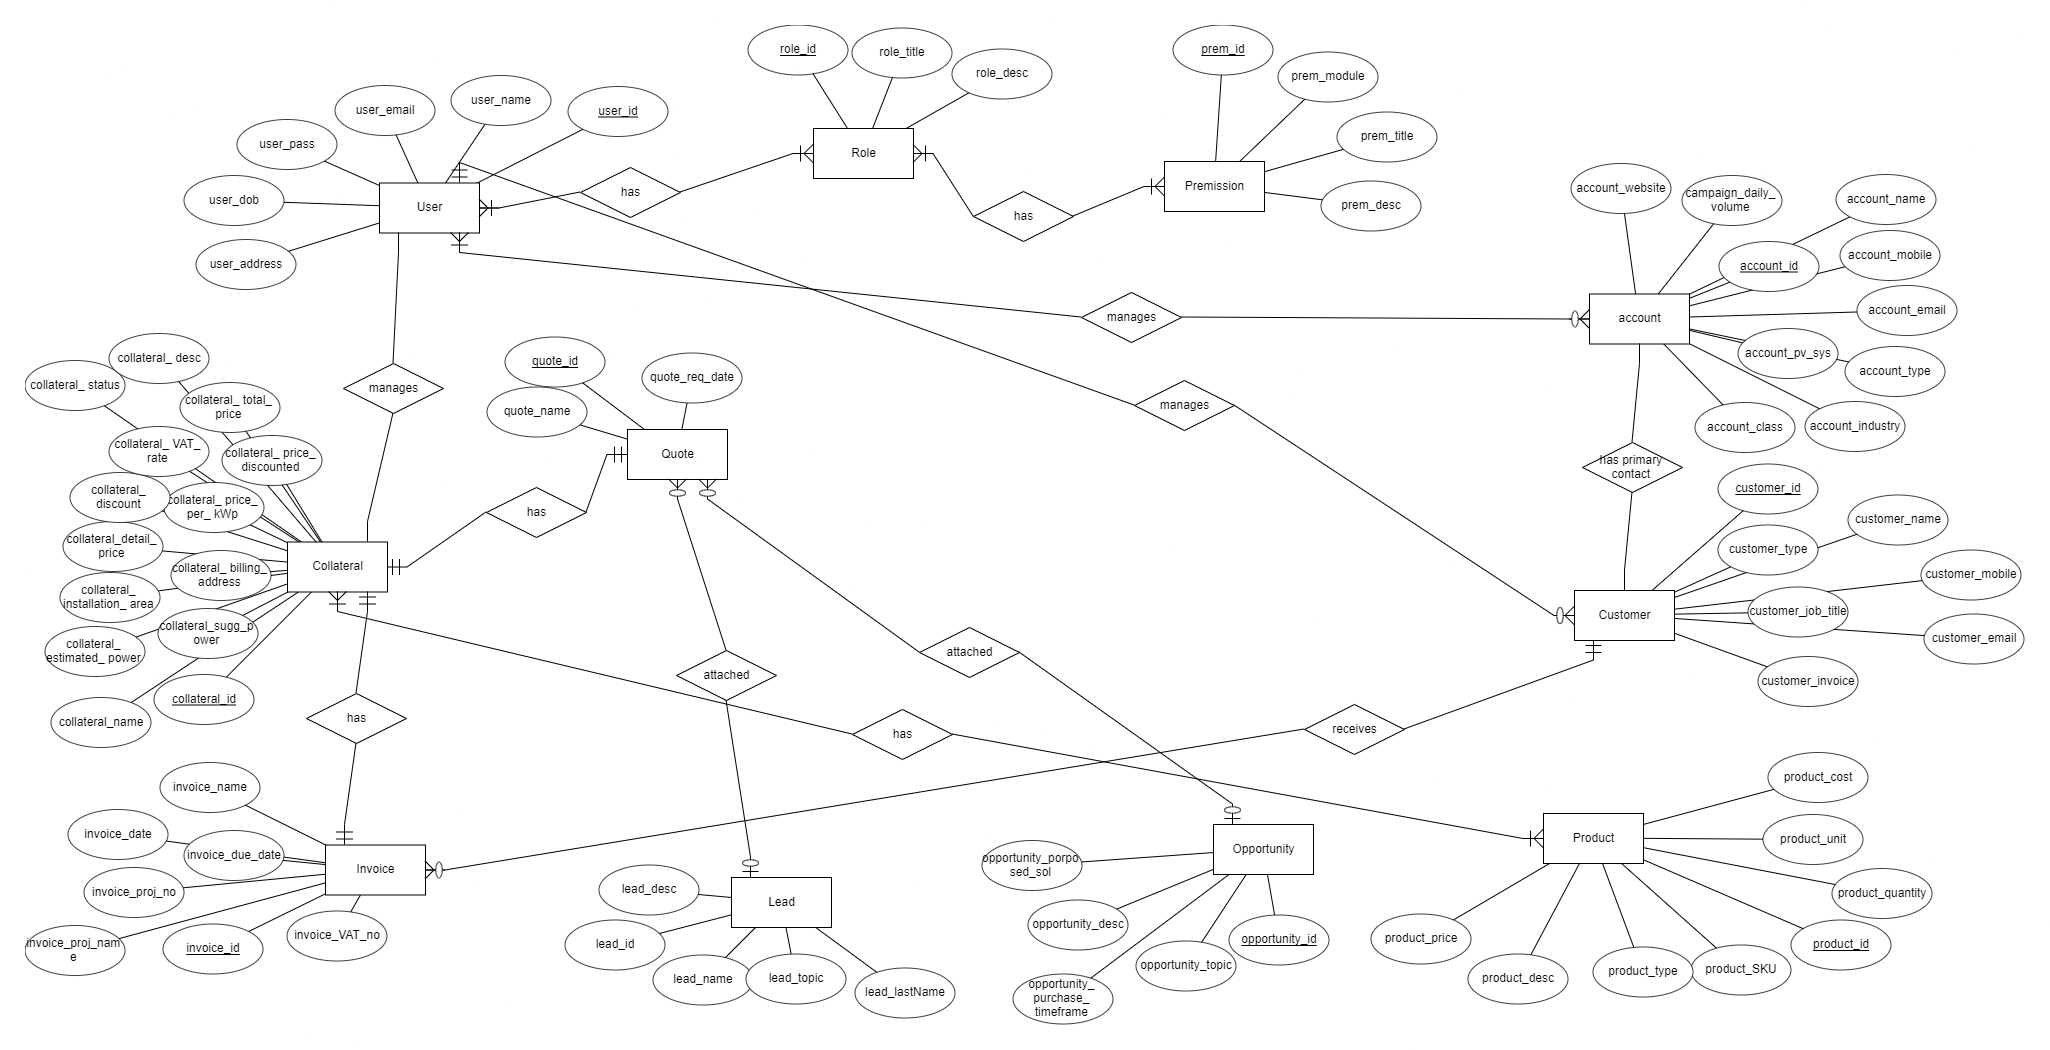 role_id
role_title
role_desc
prem_id
prem_module
prem_title
prem_desc
user_name
user_email
user_id
user_pass
user_dob
user_address
User
has
Role
has
Premission
account_website
campaign_daily_
volume
account_name
account_id
account_mobile
account_email
account_pv_sys
account_type
account_industry
account_class
account
manages
manages
manages
has primary
contact
collateral_ desc
collateral_ status
collateral_ total_
price
collateral_ VAT_
rate
collateral_ price_
discounted
collateral_
discount
collateral_ price_
per_ kWp
collateral_detail_
price
collateral_ billing_
address
collateral_
installation_ area
collateral_sugg_p
ower
collateral_
estimated_ power
collateral_id
collateral_name
Collateral
quote_id
quote_req_date
quote_name
Quote
has
customer_id
customer_name
customer_type
customer_mobile
customer_job_title
customer_email
customer_invoice
Customer
attached
attached
has
has
receives
invoice_name
invoice_date
invoice_due_date
invoice_proj_no
invoice_proj_nam
e
invoice_id
invoice_VAT_no
Invoice
lead_desc
lead_id
lead_name
lead_topic
lead_lastName
Lead
opportunity_porpo
sed_sol
opportunity_desc
opportunity_
purchase_
timeframe
opportunity_topic
opportunity_id
Opportunity
product_cost
product_unit
product_quantity
product_id
product_SKU
product_type
product_desc
product_price
Product